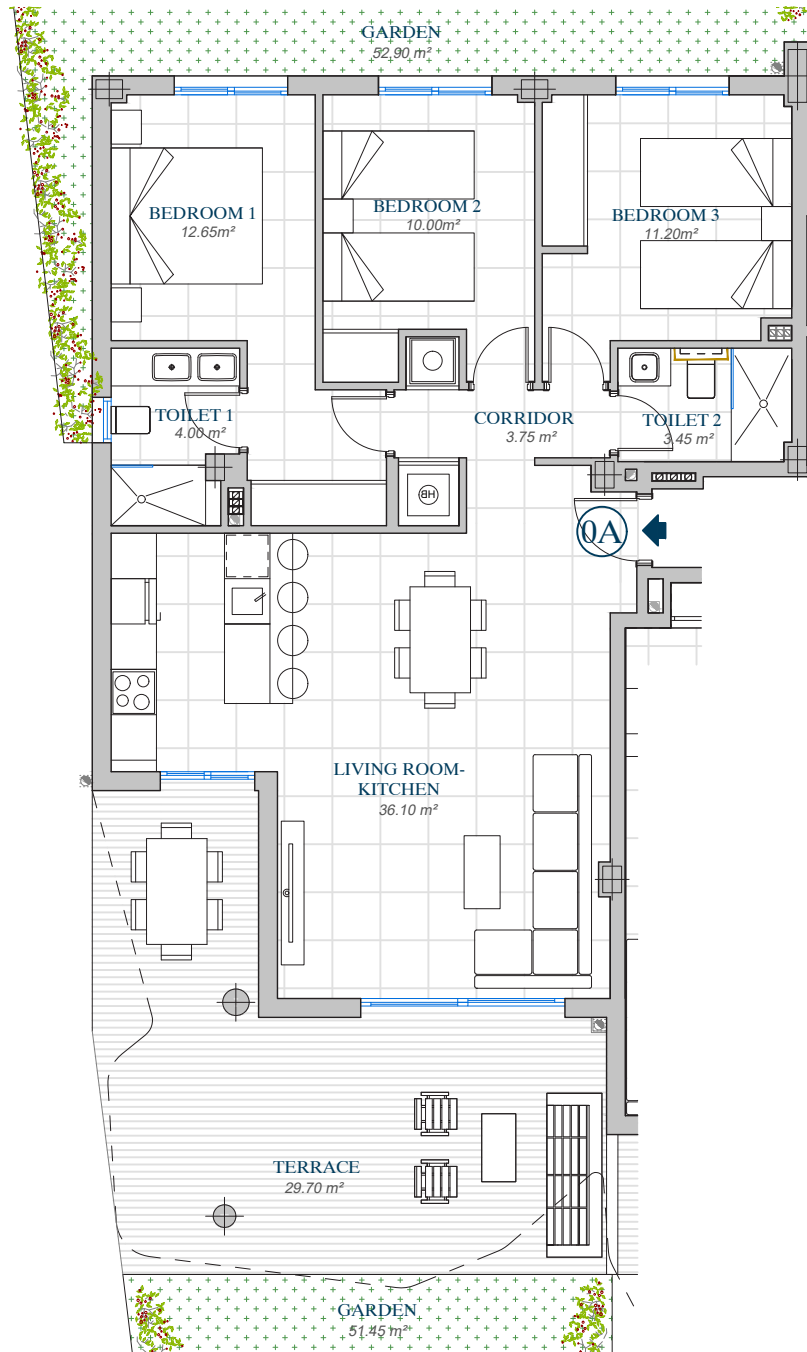 GARDEN
52,90 m²
BEDROOM 1
12.65m²
BEDROOM 2
10.00m²
BEDROOM 3
11.20m²
TOILET 1
4.00 m²
CORRIDOR
3.75 m²
TOILET 2
3.45 m²
HB
0A
LIVING ROOM-
KITCHEN
36.10 m²
TERRACE
29.70 m²
GARDEN
51.45 m²